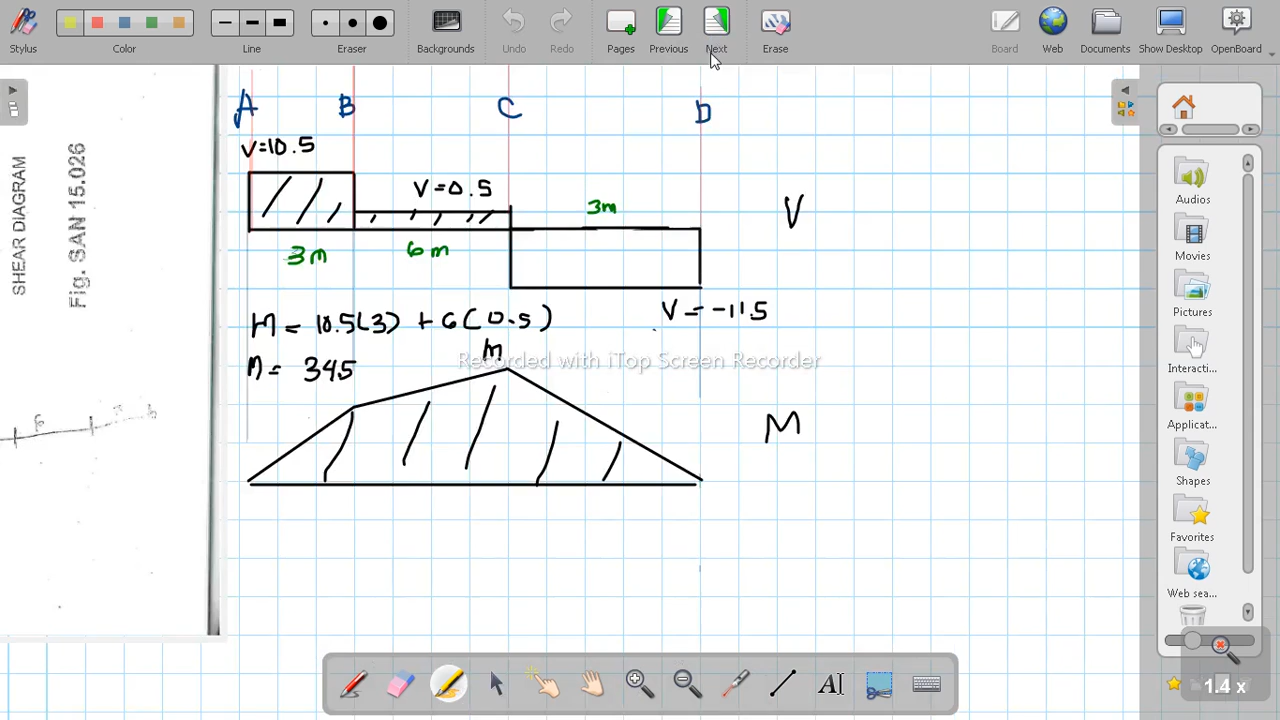 Stylus
Color
Line
Eraser
Backgrounds
Undo
Redo
Pages
Previous
Next
Erase
Board
Web
Documents
Show Desktop
OpenBoard
A
B
C
D
V=10.5
V=0.5
3m
V
3m
6m
V = -11.5
M = 10.5(3) + 6(0.5)
M = 345
m
M
SHEAR DIAGRAM
Fig. SAN 15.026
6
Recorded with iTop Screen Recorder
Audios
Movies
Pictures
Interacti...
Applicat...
Shapes
Favorites
Web sea...
1.4 x